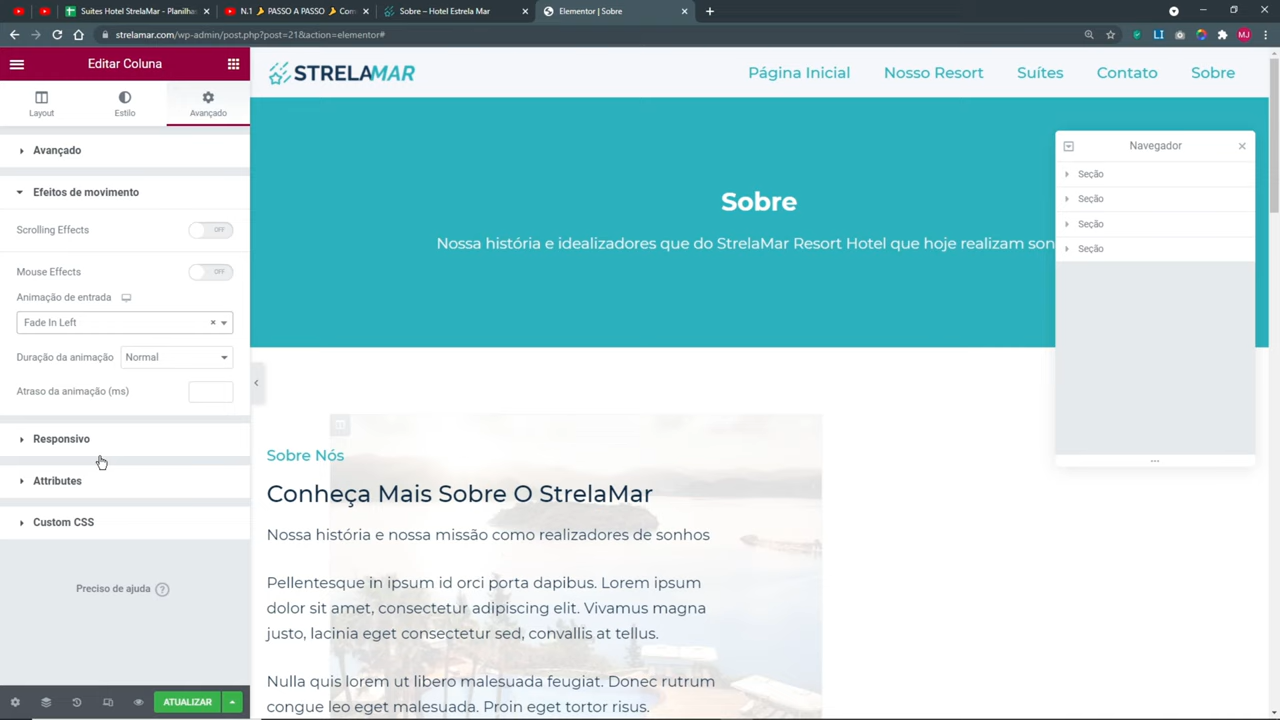 Suites Hotel StrelaMar - Planilha
N.1 PASSO A PASSO Com
Sobre – Hotel Estrela Mar
Elementor | Sobre
strelamar.com/wp-admin/post.php?post=21&action=elementor#
MJ
Editar Coluna
Layout
Estilo
Avançado
Avançado
Efeitos de movimento
Scrolling Effects
OFF
Mouse Effects
OFF
Animação de entrada
Fade In Left
Duração da animação
Normal
Atraso da animação (ms)
Responsivo
Attributes
Custom CSS
Preciso de ajuda
ATUALIZAR
STRELAMAR
Página Inicial
Nosso Resort
Suítes
Contato
Sobre
Sobre
Nossa história e idealizadores que do StrelaMar Resort Hotel que hoje realizam son
Navegador
Seção
Seção
Seção
Seção
Sobre Nós
Conheça Mais Sobre O StrelaMar
Nossa história e nossa missão como realizadores de sonhos
Pellentesque in ipsum id orci porta dapibus. Lorem ipsum
dolor sit amet, consectetur adipiscing elit. Vivamus magna
justo, lacinia eget consectetur sed, convallis at tellus.
Nulla quis lorem ut libero malesuada feugiat. Donec rutrum
congue leo eget malesuada. Proin eget tortor risus.